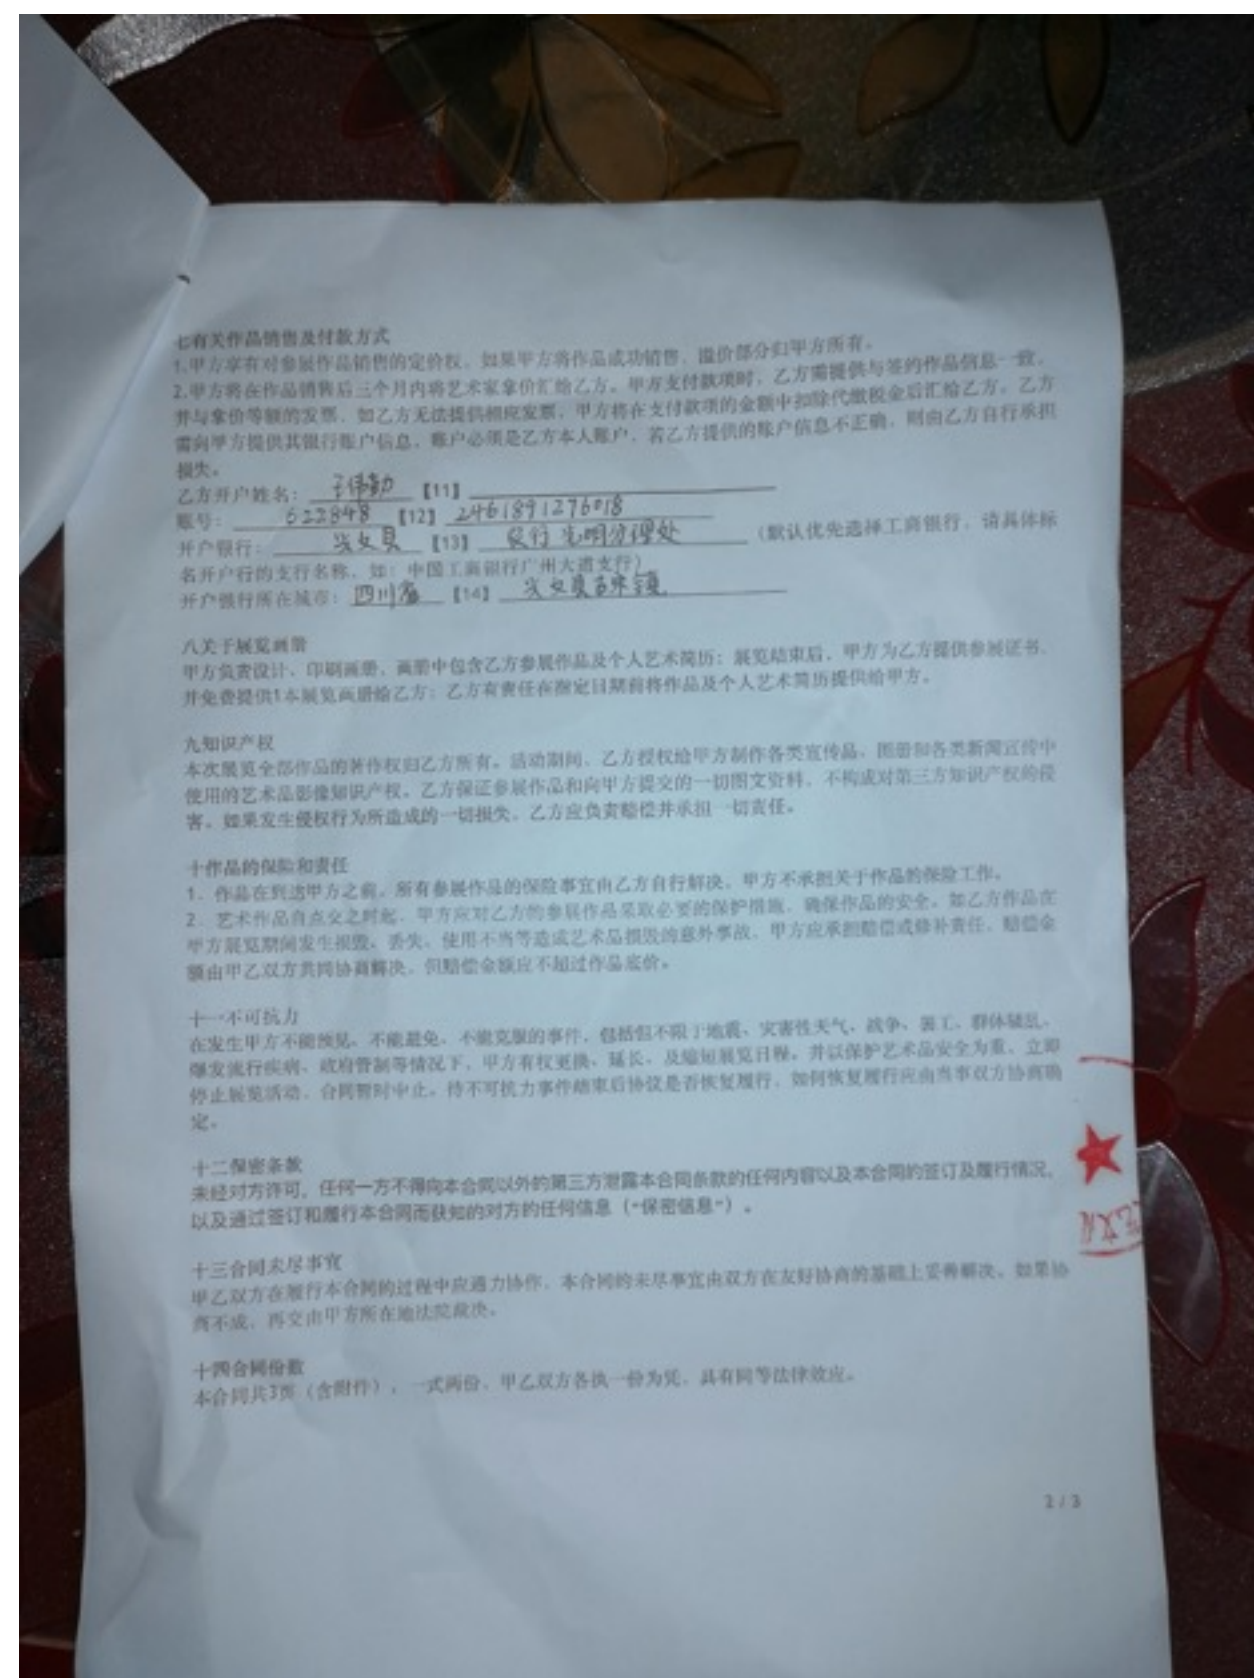 七有关作品销售及付款方式
1.甲方享有对参展作品销售的定价权，如果甲方将作品成功销售，溢价部分归甲方所有。
2.甲方将在作品销售后三个月内将艺术家拿价汇给乙方。甲方支付款项时，乙方需提供与签约作品信息一致，
并与拿价等额的发票，如乙方无法提供相应发票，甲方将在支付款项的金额中扣除代缴税金后汇给乙方。乙方
需向甲方提供其银行账户信息，账户必须是乙方本人账户，若乙方提供的账户信息不正确，则由乙方自行承担
损失。
乙方开户姓名： 伟勤 【11】
账号： 622848 【12】 2461891276018
开户银行： 兴文县 【13】 银行 光明分理处 （默认优先选择工商银行，请具体标
名开户行的支行名称，如：中国工商银行广州大道支行）
开户银行所在城市： 四川省 【14】 兴文县古宋镇
八关于展览画册
甲方负责设计、印刷画册，画册中包含乙方参展作品及个人艺术简历；展览结束后，甲方为乙方提供参展证书，
并免费提供1本展览画册给乙方；乙方有责任在指定日期前将作品及个人艺术简历提供给甲方。
九知识产权
本次展览全部作品的著作权归乙方所有。活动期间，乙方授权给甲方制作各类宣传品、图册和各类新闻宣传中
使用的艺术品影像知识产权。乙方保证参展作品和向甲方提交的一切图文资料，不构成对第三方知识产权的侵
害。如果发生侵权行为所造成的一切损失，乙方应负责赔偿并承担一切责任。
十作品的保险和责任
1．作品在到达甲方之前，所有参展作品的保险事宜由乙方自行解决，甲方不承担关于作品的保险工作。
2．艺术作品自点交之时起，甲方应对乙方的参展作品采取必要的保护措施，确保作品的安全。如乙方作品在
甲方展览期间发生损毁、丢失、使用不当等造成艺术品损毁的意外事故，甲方应承担赔偿或修补责任，赔偿金
额由甲乙双方共同协商解决，但赔偿金额应不超过作品底价。
十一不可抗力
在发生甲方不能预见、不能避免、不能克服的事件，包括但不限于地震、灾害性天气、战争、罢工、群体骚乱、
爆发流行疾病、政府管制等情况下，甲方有权更换、延长、及缩短展览日程。并以保护艺术品安全为重，立即
停止展览活动，合同暂时中止。待不可抗力事件结束后协议是否恢复履行，如何恢复履行应由当事双方协商确
定。
十二保密条款
未经对方许可，任何一方不得向本合同以外的第三方泄露本合同条款的任何内容以及本合同的签订及履行情况，
以及通过签订和履行本合同而获知的对方的任何信息（“保密信息”）。
十三合同未尽事宜
甲乙双方在履行本合同的过程中应通力协作，本合同的未尽事宜由双方在友好协商的基础上妥善解决。如果协
商不成，再交由甲方所在地法院裁决。
十四合同份数
本合同共3页（含附件），一式两份，甲乙双方各执一份为凭，具有同等法律效应。
2 / 3